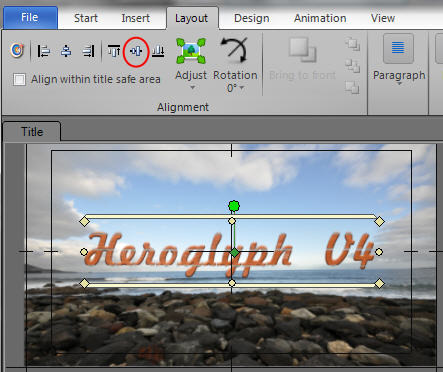 File Start Insert Layout Design Animation View
Align within title safe area
Adjust
Rotation
0°
Bring to front
Paragraph
Alignment
Title
Heroglyph V4